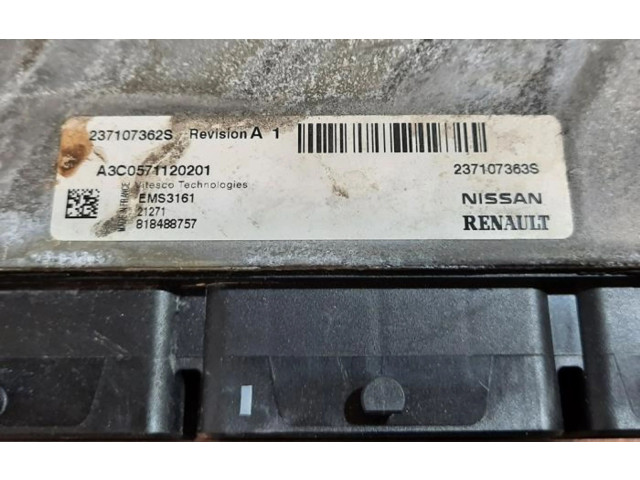 237107362S Revision A 1
A3C0571120201 237107363S
Vitesco Technologies
EMS3161 NISSAN
21271 RENAULT
818488757
MADE IN FRANCE